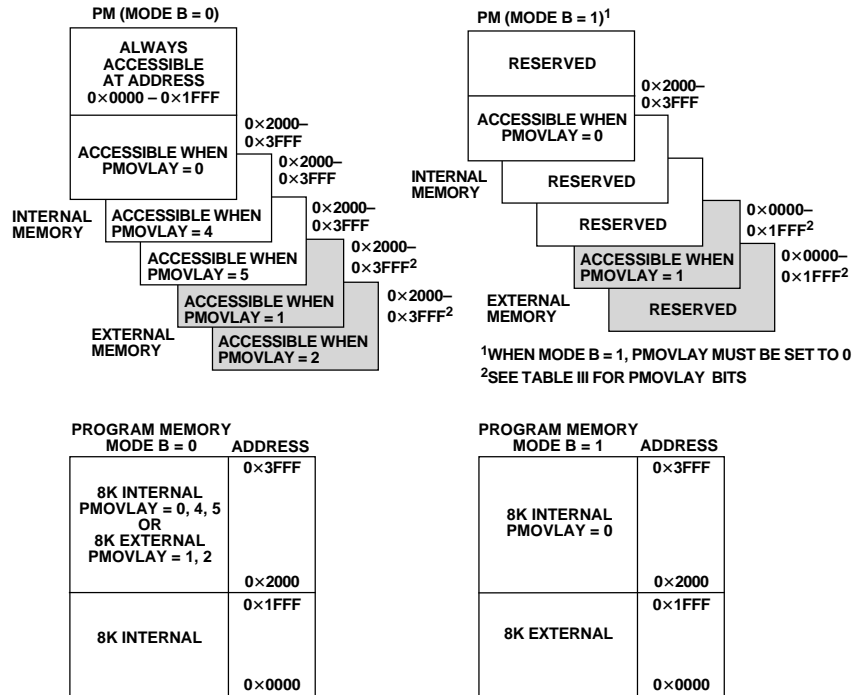 PM (MODE B = 0)
ALWAYS
ACCESSIBLE
AT ADDRESS
0×0000 – 0×1FFF
0×2000–
0×3FFF
ACCESSIBLE WHEN
PMOVLAY = 0
0×2000–
0×3FFF
INTERNAL
MEMORY
ACCESSIBLE WHEN
PMOVLAY = 4
0×2000–
0×3FFF
ACCESSIBLE WHEN
PMOVLAY = 5
0×2000–
0×3FFF²
ACCESSIBLE WHEN
PMOVLAY = 1
0×2000–
0×3FFF²
EXTERNAL
MEMORY
ACCESSIBLE WHEN
PMOVLAY = 2
PM (MODE B = 1)¹
RESERVED
0×2000–
0×3FFF
ACCESSIBLE WHEN
PMOVLAY = 0
INTERNAL
MEMORY
RESERVED
RESERVED
0×0000–
0×1FFF²
ACCESSIBLE WHEN
PMOVLAY = 1
0×0000–
0×1FFF²
EXTERNAL
MEMORY
RESERVED
¹WHEN MODE B = 1, PMOVLAY MUST BE SET TO 0
²SEE TABLE III FOR PMOVLAY BITS
PROGRAM MEMORY
MODE B = 0 ADDRESS
0×3FFF
8K INTERNAL
PMOVLAY = 0, 4, 5
OR
8K EXTERNAL
PMOVLAY = 1, 2
0×2000
0×1FFF
8K INTERNAL
0×0000
PROGRAM MEMORY
MODE B = 1 ADDRESS
0×3FFF
8K INTERNAL
PMOVLAY = 0
0×2000
0×1FFF
8K EXTERNAL
0×0000